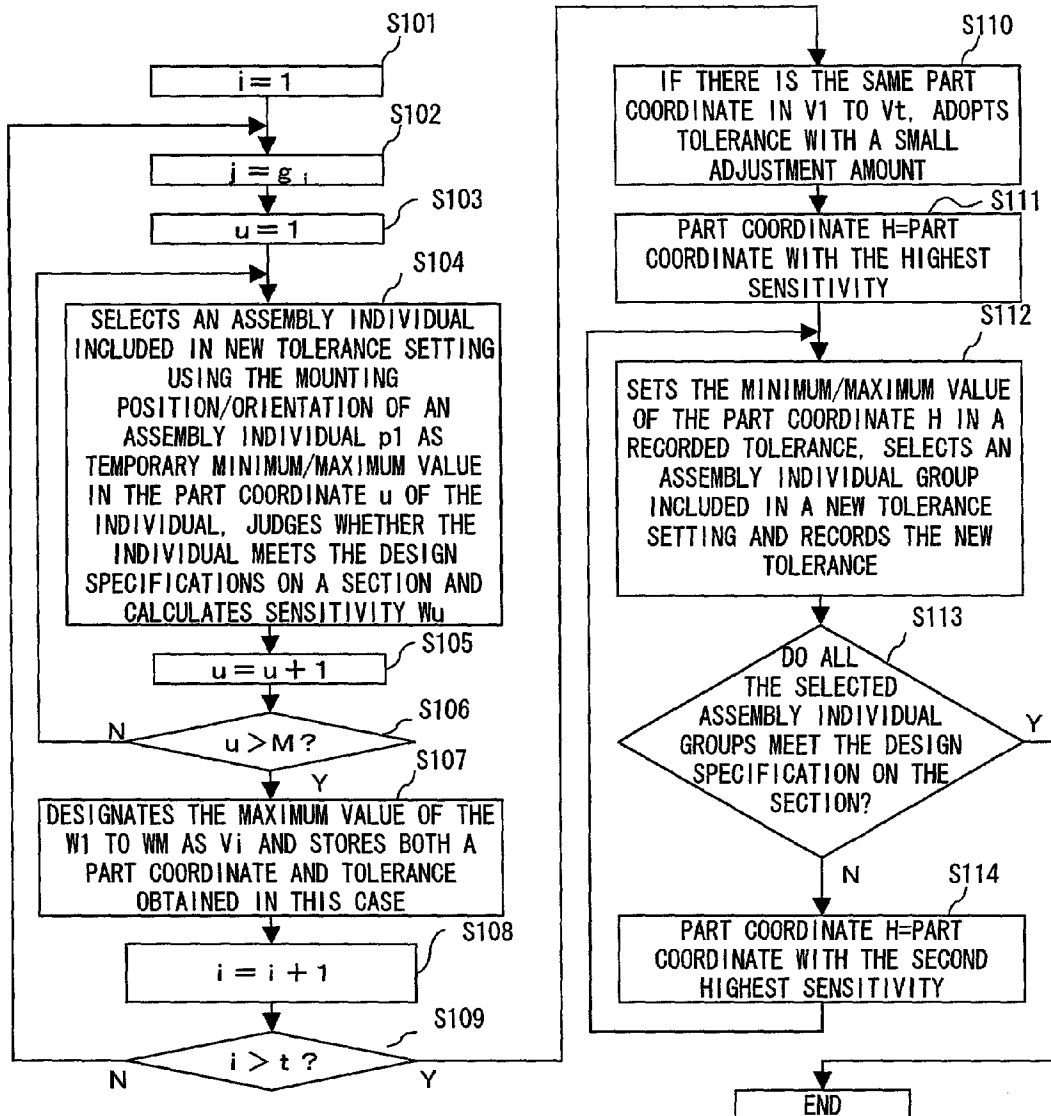 S101
i=1
S102
j=g i
S103
u=1
S104
SELECTS AN ASSEMBLY INDIVIDUAL
INCLUDED IN NEW TOLERANCE SETTING
USING THE MOUNTING
POSITION/ORIENTATION OF AN
ASSEMBLY INDIVIDUAL p1 AS
TEMPORARY MINIMUM/MAXIMUM VALUE
IN THE PART COORDINATE u OF THE
INDIVIDUAL, JUDGES WHETHER THE
INDIVIDUAL MEETS THE DESIGN
SPECIFICATIONS ON A SECTION AND
CALCULATES SENSITIVITY Wu
S105
u=u+1
S106
N
u>M?
Y
S107
DESIGNATES THE MAXIMUM VALUE OF THE
W1 TO WM AS Vi AND STORES BOTH A
PART COORDINATE AND TOLERANCE
OBTAINED IN THIS CASE
S108
i=i+1
S109
N
i>t?
Y
S110
IF THERE IS THE SAME PART
COORDINATE IN V1 TO Vt, ADOPTS
TOLERANCE WITH A SMALL
ADJUSTMENT AMOUNT
S111
PART COORDINATE H=PART
COORDINATE WITH THE HIGHEST
SENSITIVITY
S112
SETS THE MINIMUM/MAXIMUM VALUE
OF THE PART COORDINATE H IN A
RECORDED TOLERANCE, SELECTS AN
ASSEMBLY INDIVIDUAL GROUP
INCLUDED IN A NEW TOLERANCE
SETTING AND RECORDS THE NEW
TOLERANCE
S113
DO ALL
THE SELECTED
ASSEMBLY INDIVIDUAL
GROUPS MEET THE DESIGN
SPECIFICATION ON THE
SECTION?
Y
N
S114
PART COORDINATE H=PART
COORDINATE WITH THE SECOND
HIGHEST SENSITIVITY
END